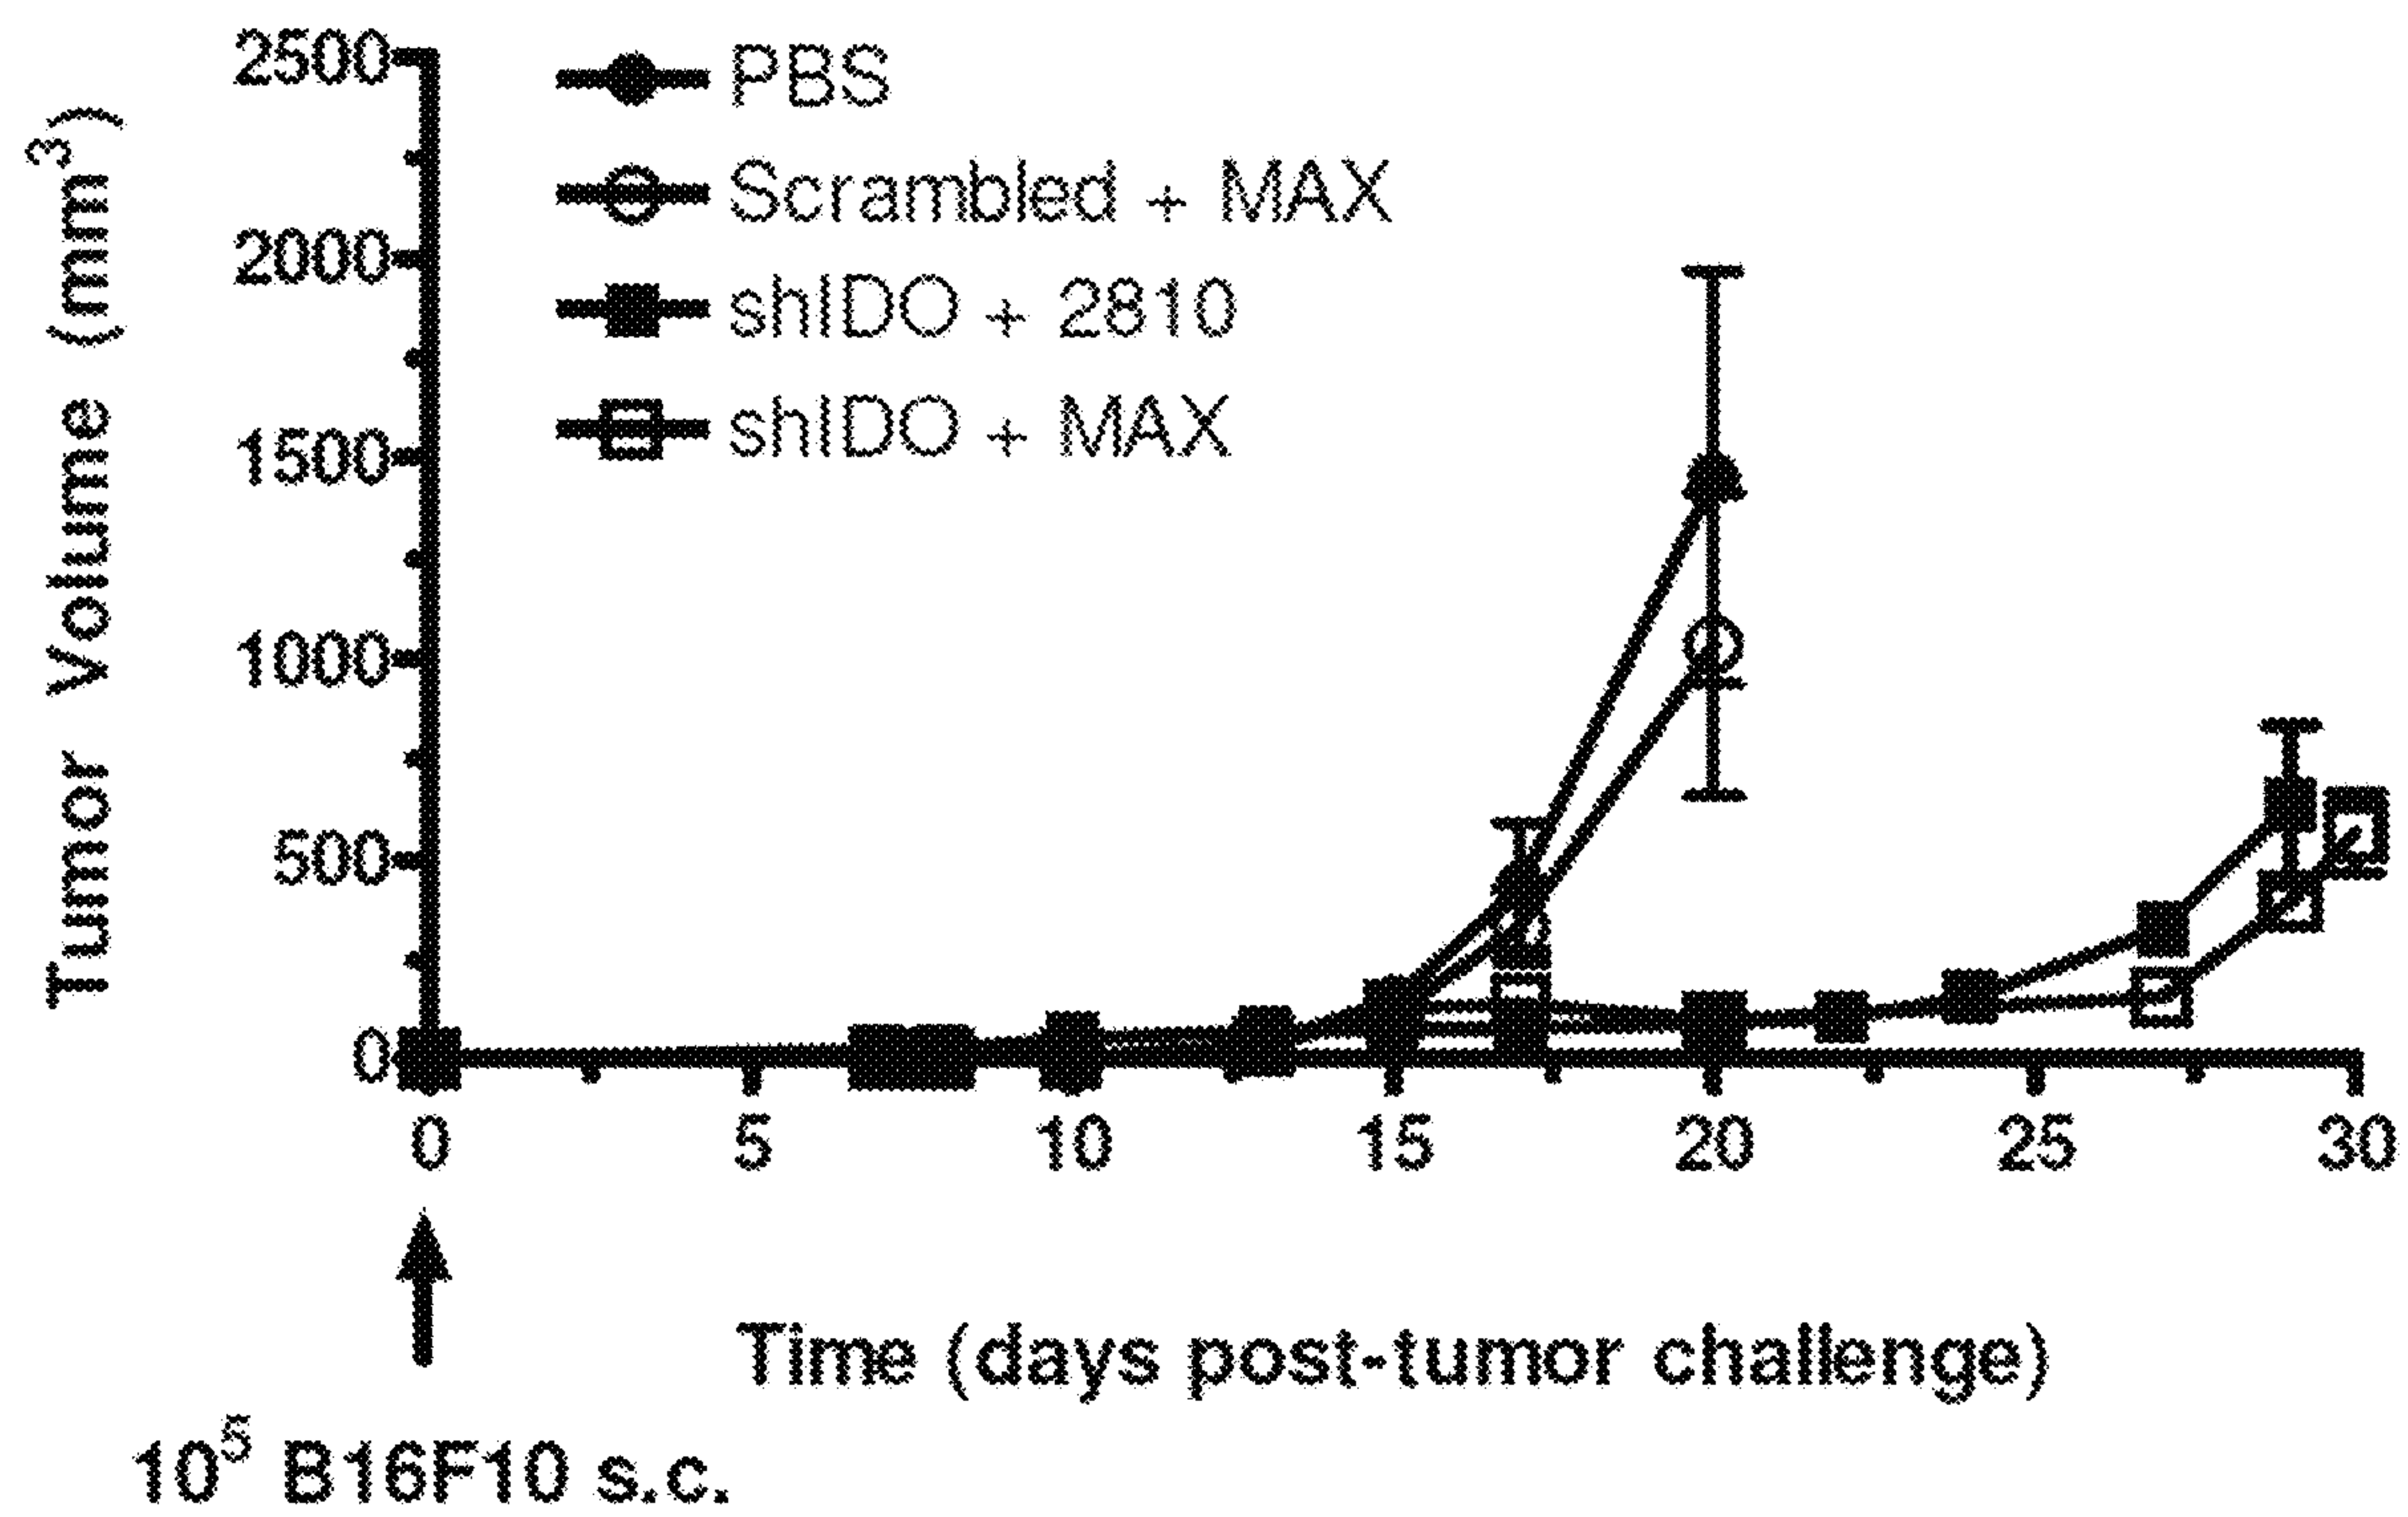 Tumor Volume (mm³)
2500
2000
1500
1000
500
0
PBS
Scrambled + MAX
shIDO + 2810
shIDO + MAX
0 5 10 15 20 25 30
Time (days post-tumor challenge)
10⁵ B16F10 s.c.